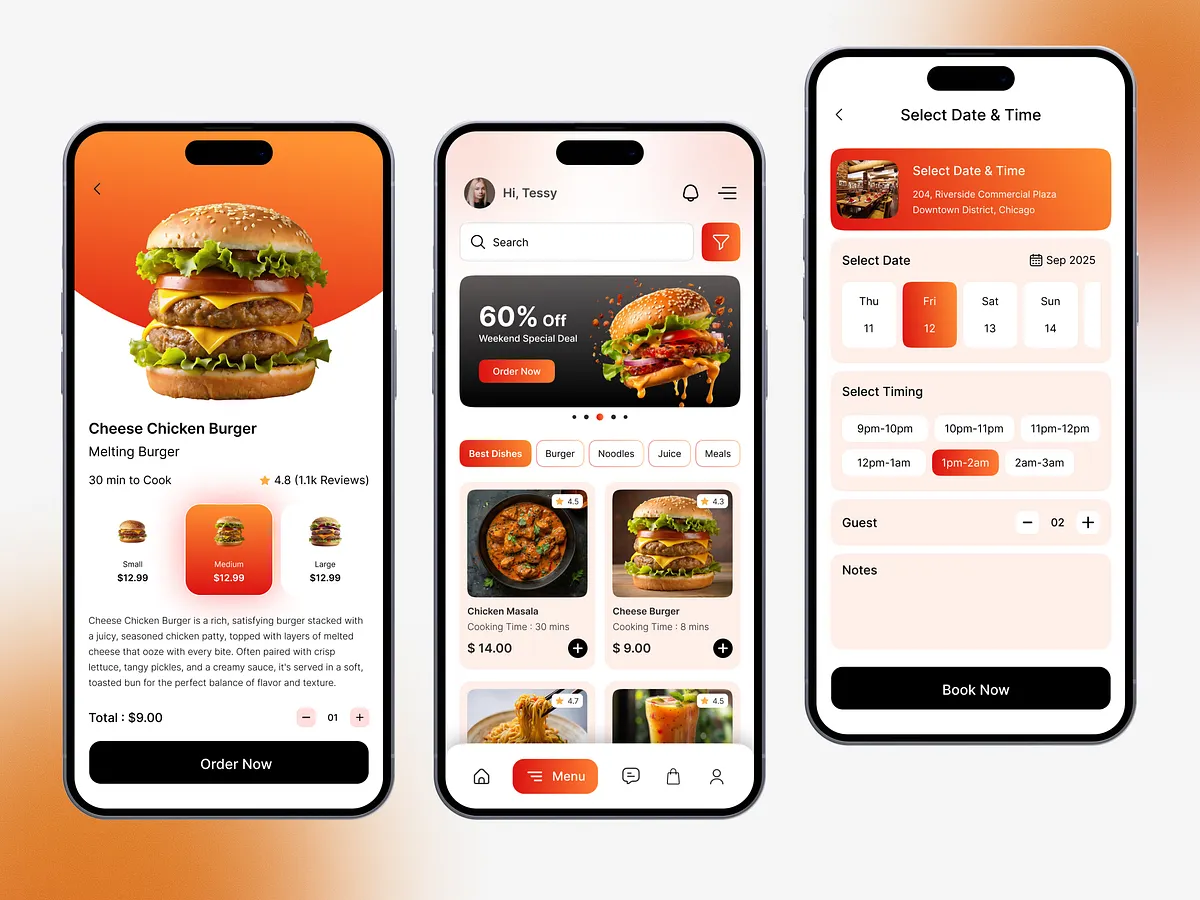 Cheese Chicken Burger
Melting Burger
30 min to Cook
4.8 (1.1k Reviews)
Small
$12.99
Medium
$12.99
Large
$12.99
Cheese Chicken Burger is a rich, satisfying burger stacked with
a juicy, seasoned chicken patty, topped with layers of melted
cheese that ooze with every bite. Often paired with crisp
lettuce, tangy pickles, and a creamy sauce, it's served in a soft,
toasted bun for the perfect balance of flavor and texture.
Total : $9.00
01
Order Now
Hi, Tessy
Search
60% Off
Weekend Special Deal
Order Now
Best Dishes
Burger
Noodles
Juice
Meals
4.5
Chicken Masala
Cooking Time : 30 mins
$ 14.00
4.3
Cheese Burger
Cooking Time : 8 mins
$ 9.00
4.7
4.5
Menu
Select Date & Time
Select Date & Time
204, Riverside Commercial Plaza
Downtown District, Chicago
Select Date
Sep 2025
Thu
11
Fri
12
Sat
13
Sun
14
Select Timing
9pm-10pm
10pm-11pm
11pm-12pm
12pm-1am
1pm-2am
2am-3am
Guest
02
Notes
Book Now